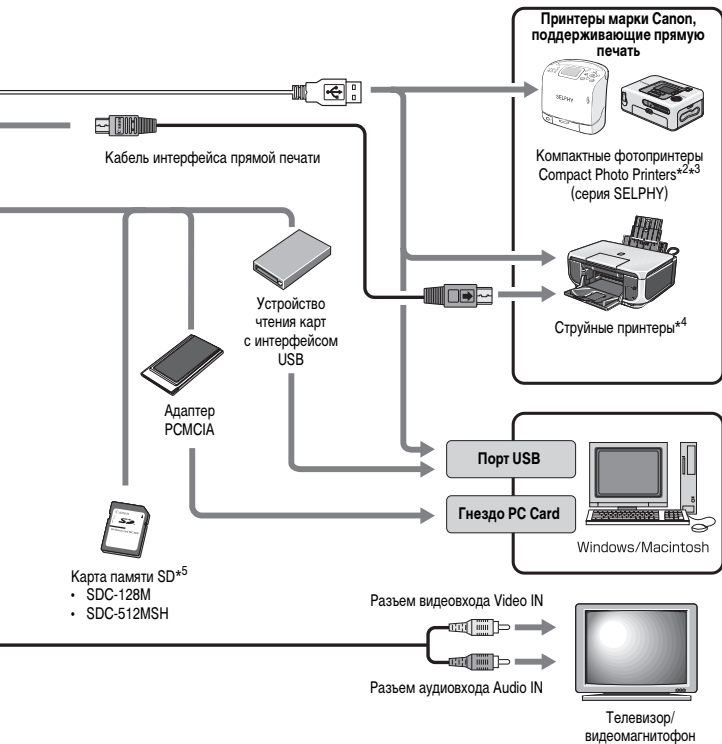 Принтеры марки Canon,
поддерживающие прямую
печать
SELPHY
Кабель интерфейса прямой печати
Компактные фотопринтеры
Compact Photo Printers*2*3
(серия SELPHY)
Устройство
чтения карт
с интерфейсом
USB
Струйные принтеры*4
Адаптер
PCMCIA
Порт USB
Гнездо PC Card
Windows/Macintosh
Карта памяти SD*5
• SDC-128M
• SDC-512MSH
Разъем видеовхода Video IN
Разъем аудиовхода Audio IN
Телевизор/
видеомагнитофон